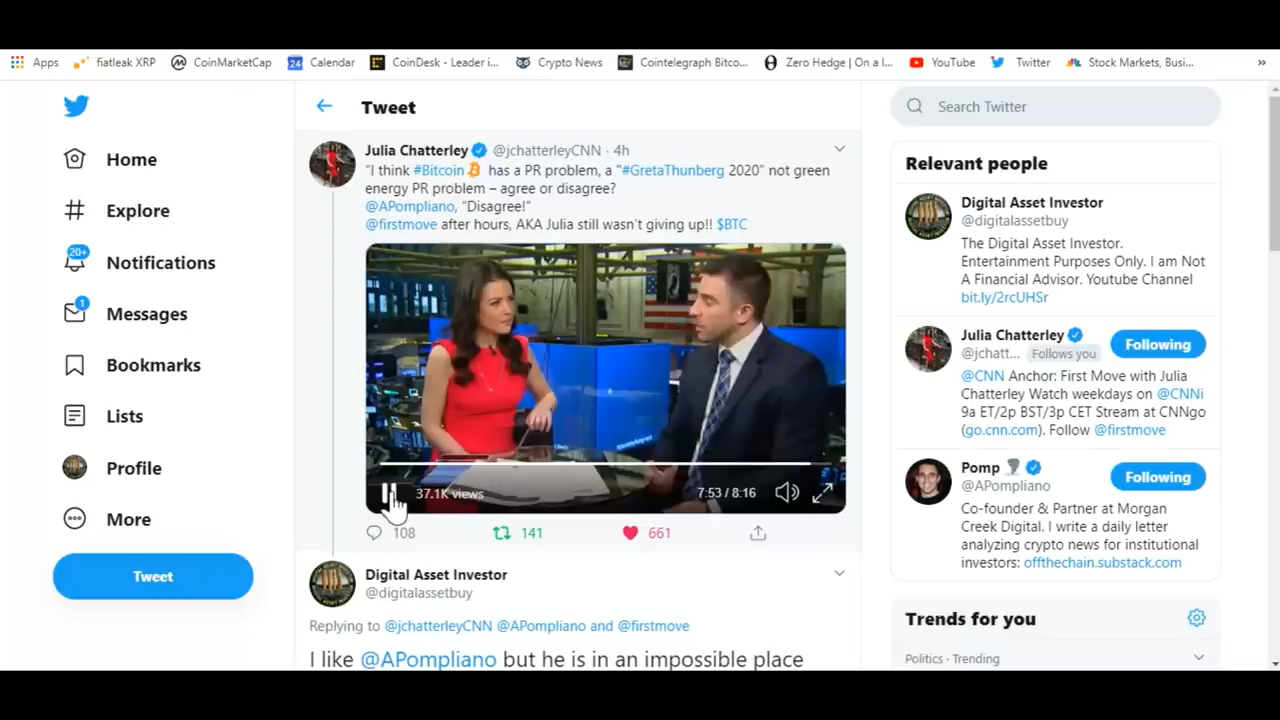 Apps
fiatleak XRP
CoinMarketCap
24
Calendar
CoinDesk - Leader i...
Crypto News
Cointelegraph Bitco...
Zero Hedge | On a l...
YouTube
Twitter
Stock Markets, Busi...
»
Home
Explore
20+
Notifications
1
Messages
Bookmarks
Lists
Profile
More
Tweet
Tweet
Julia Chatterley @jchatterleyCNN · 4h
"I think #Bitcoin has a PR problem, a "#GretaThunberg 2020" not green
energy PR problem – agree or disagree?
@APompliano, "Disagree!"
@firstmove after hours, AKA Julia still wasn't giving up!! $BTC
37.1K views
7:53 / 8:16
108
141
661
Digital Asset Investor
@digitalassetbuy
Replying to @jchatterleyCNN @APompliano and @firstmove
I like @APompliano but he is in an impossible place
Search Twitter
Relevant people
Digital Asset Investor
@digitalassetbuy
The Digital Asset Investor.
Entertainment Purposes Only. I am Not
A Financial Advisor. Youtube Channel
bit.ly/2rcUHSr
Julia Chatterley
@jchatt... Follows you
Following
@CNN Anchor: First Move with Julia
Chatterley Watch weekdays on @CNNi
9a ET/2p BST/3p CET Stream at CNNgo
(go.cnn.com). Follow @firstmove
Pomp
@APompliano
Following
Co-founder & Partner at Morgan
Creek Digital. I write a daily letter
analyzing crypto news for institutional
investors: offthechain.substack.com
Trends for you
Politics · Trending